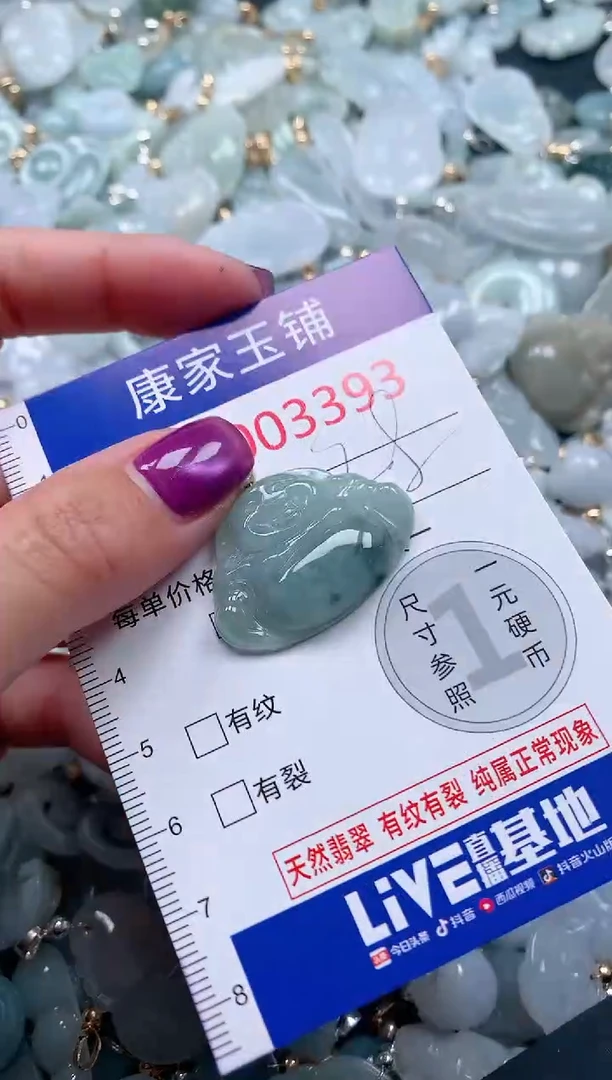 康家玉铺
003393
0
每单价格
4
一元硬币
尺寸参照
1
5
有纹
有裂
6
天然翡翠 有纹有裂 纯属正常现象
7
LiVE直播基地
今日头条 抖音 西瓜视频 抖音火山版
8